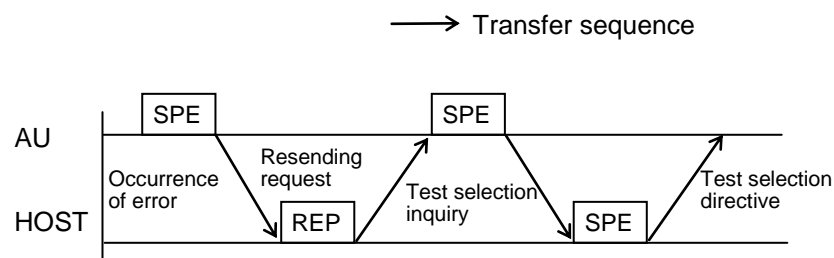 Transfer sequence
SPE
SPE
AU
Occurrence
of error
Resending
request
Test selection
inquiry
Test selection
directive
HOST
REP
SPE